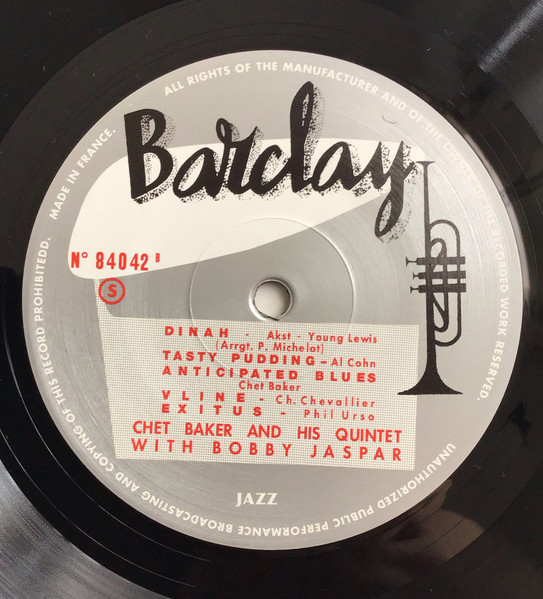 ALL RIGHTS OF THE MANUFACTURER AND OF THE OWNER OF THE RECORDED WORK RESERVED.
Barclay
MADE IN FRANCE.
Nº 84042 B
S
DINAH - Akst - Young Lewis
(Arrgt. P. Michelot)
TASTY PUDDING - Al Cohn
ANTICIPATED BLUES
Chet Baker
VLINE - Ch. Chevallier
EXITUS - Phil Urso
CHET BAKER AND HIS QUINTET
WITH BOBBY JASPAR
JAZZ
UNAUTHORIZED PUBLIC PERFORMANCE BROADCASTING AND COPYING OF THIS RECORD PROHIBITEDD.